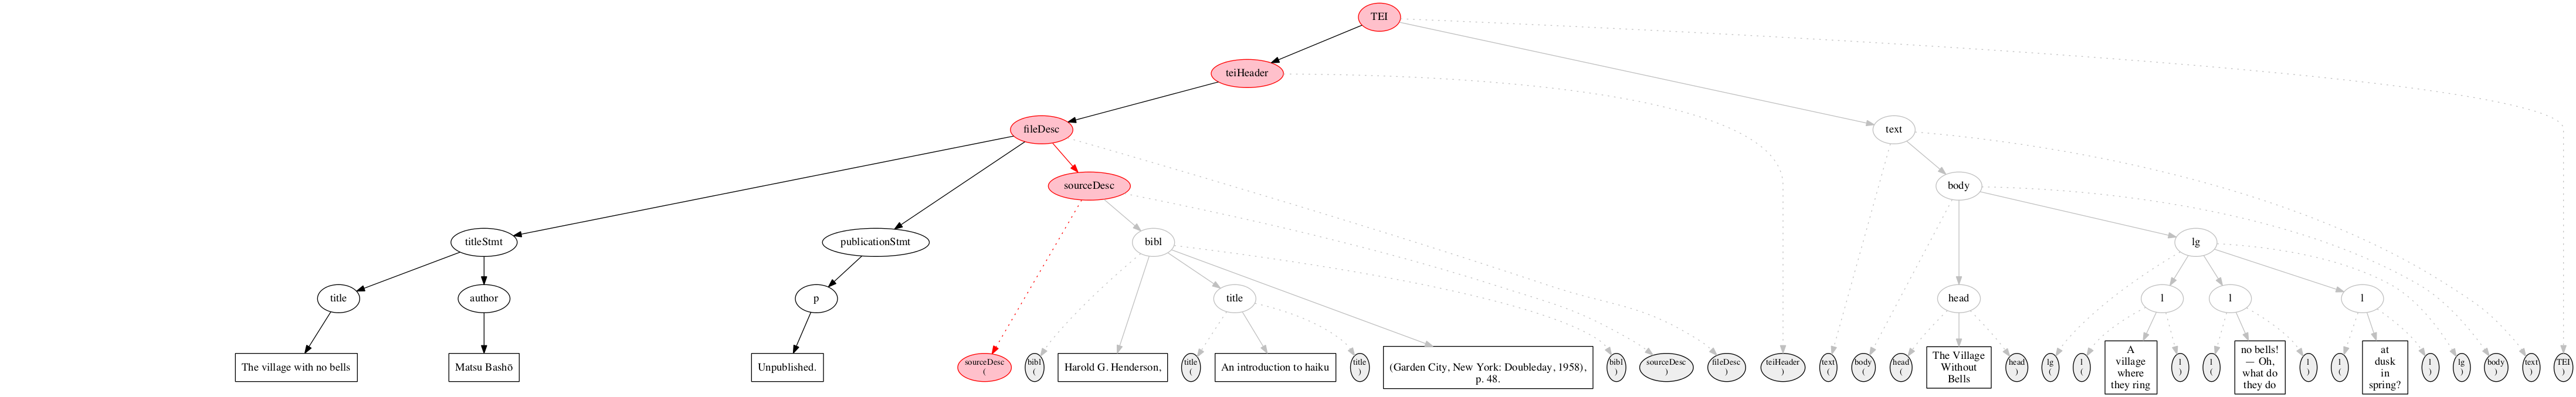 TEI
teiHeader
fileDesc
text
sourceDesc
body
titleStmt
publicationStmt
bibl
lg
title
author
p
title
head
l
l
l
The village with no bells
Matsu Bashō
Unpublished.
sourceDesc
(
bibl
(
Harold G. Henderson,
title
(
An introduction to haiku
title
)
(Garden City, New York: Doubleday, 1958),
p. 48.
bibl
)
sourceDesc
)
fileDesc
)
teiHeader
)
text
(
body
(
head
(
The Village
Without
Bells
head
)
lg
(
l
(
A
village
where
they ring
l
)
l
(
no bells!
— Oh,
what do
they do
l
)
l
(
at
dusk
in
spring?
l
)
lg
)
body
)
text
)
TEI
)